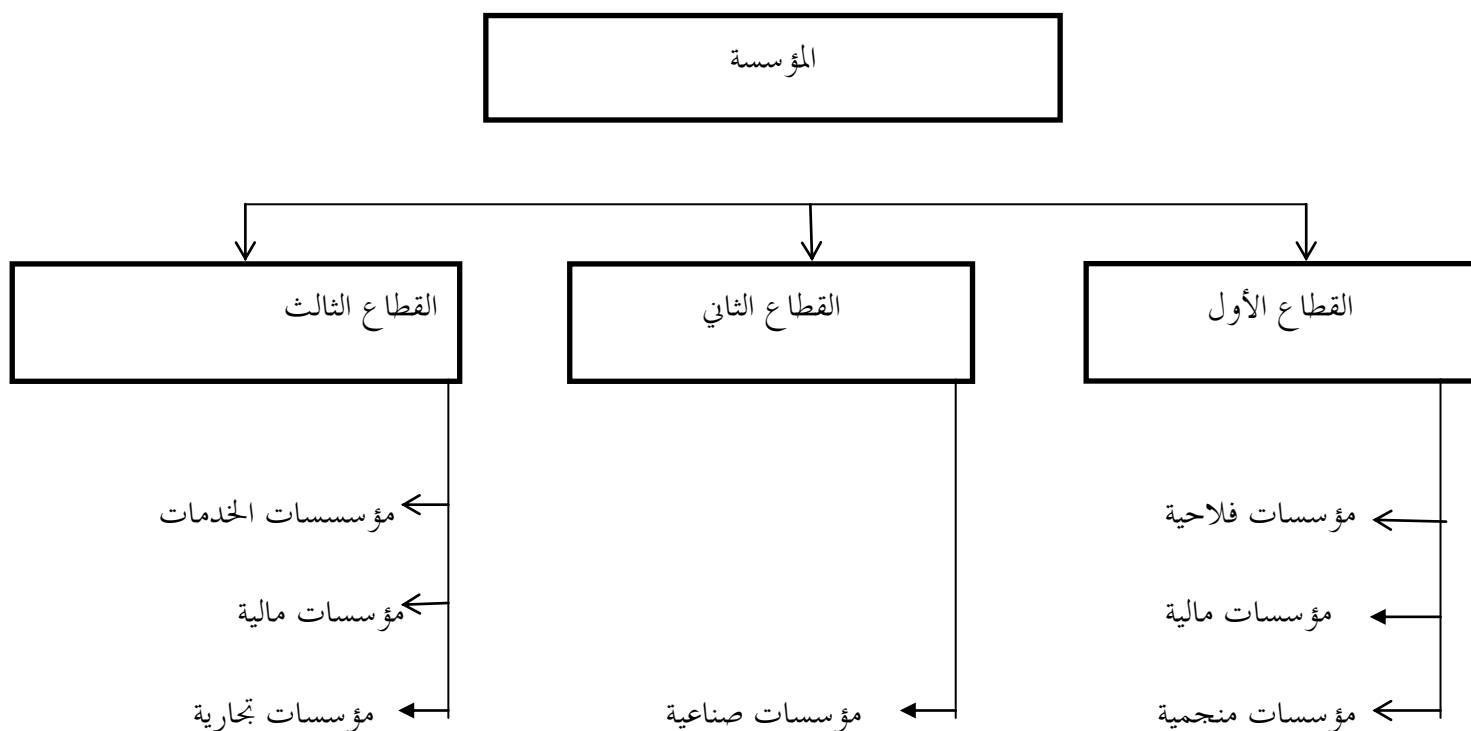 المؤسسة
القطاع الأول
القطاع الثاني
القطاع الثالث
مؤسسات فلاحية
مؤسسات مالية
مؤسسات منجمية
مؤسسات صناعية
مؤسسسات الخدمات
مؤسسات مالية
مؤسسات تجارية